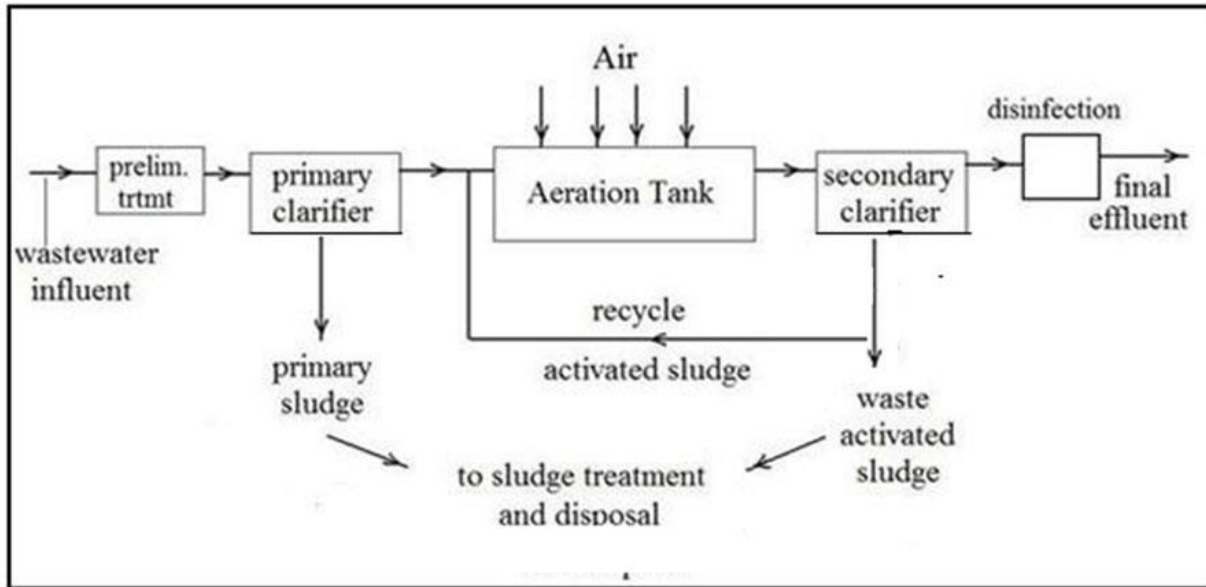 Air
disinfection
prelim.
trtmt
primary
clarifier
Aeration Tank
secondary
clarifier
final
effluent
wastewater
influent
recycle
activated sludge
primary
sludge
waste
activated
sludge
to sludge treatment
and disposal